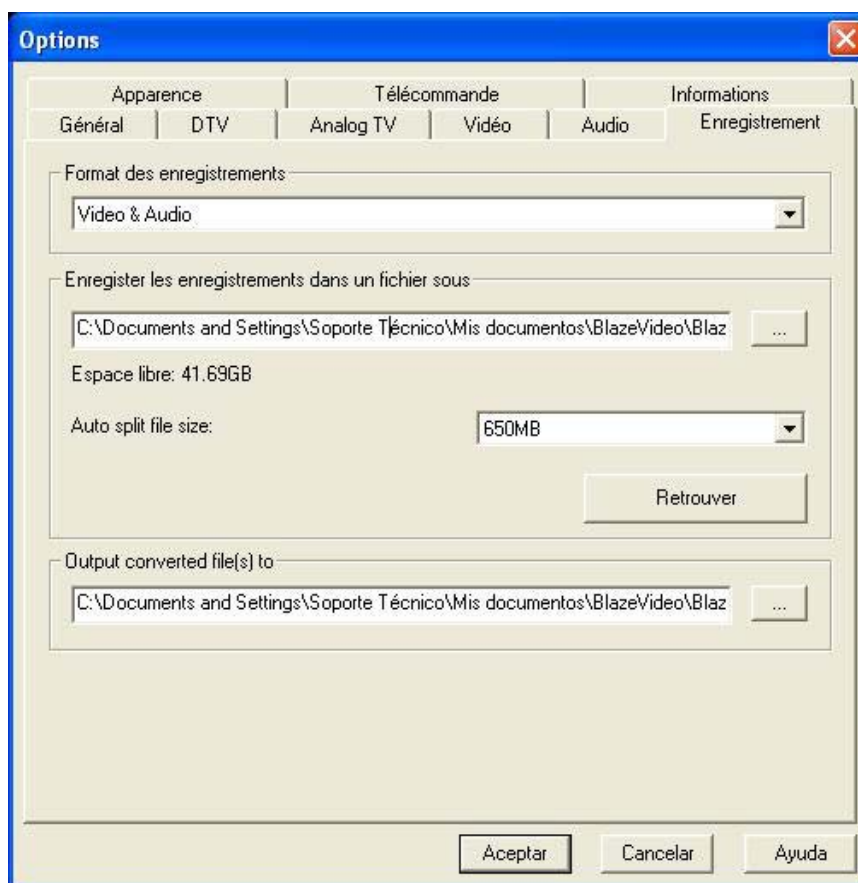 Options
Apparence Télécommande Informations
Général DTV Analog TV Vidéo Audio Enregistrement
Format des enregistrements
Video & Audio
Enregister les enregistrements dans un fichier sous
C:\Documents and Settings\Soporte Técnico\Mis documentos\BlazeVideo\Blaz ...
Espace libre: 41.69GB
Auto split file size: 650MB
Retrouver
Output converted file(s) to
C:\Documents and Settings\Soporte Técnico\Mis documentos\BlazeVideo\Blaz ...
Aceptar Cancelar Ayuda